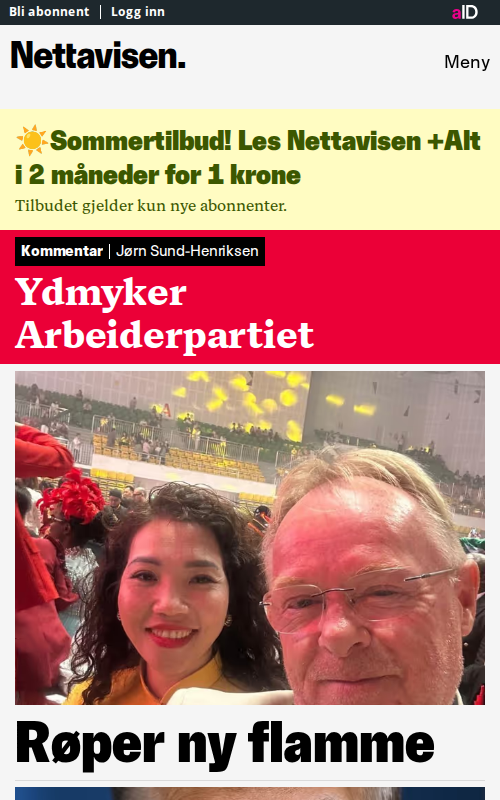 Bli abonnent | Logg inn
aID
Nettavisen.
Meny
☀️Sommertilbud! Les Nettavisen +Alt
i 2 måneder for 1 krone
Tilbudet gjelder kun nye abonnenter.
Kommentar | Jørn Sund-Henriksen
Ydmyker
Arbeiderpartiet
Røper ny flamme